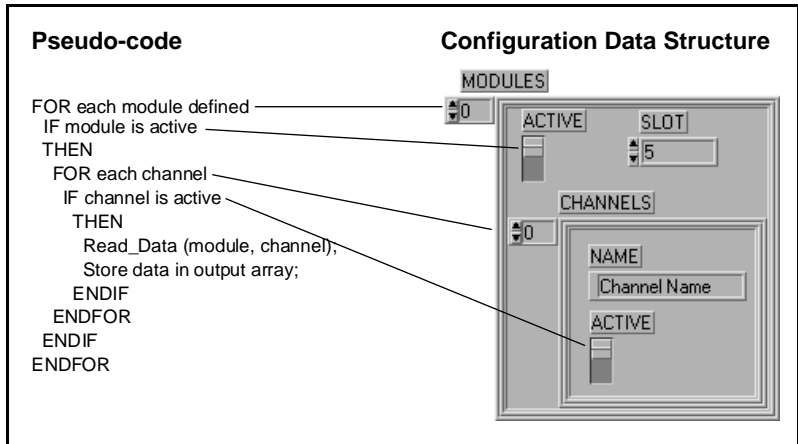 Pseudo-code
FOR each module defined
IF module is active
THEN
FOR each channel
IF channel is active
THEN
Read_Data (module, channel);
Store data in output array;
ENDIF
ENDFOR
ENDIF
ENDFOR
Configuration Data Structure
MODULES
0
ACTIVE
SLOT
5
CHANNELS
0
NAME
Channel Name
ACTIVE